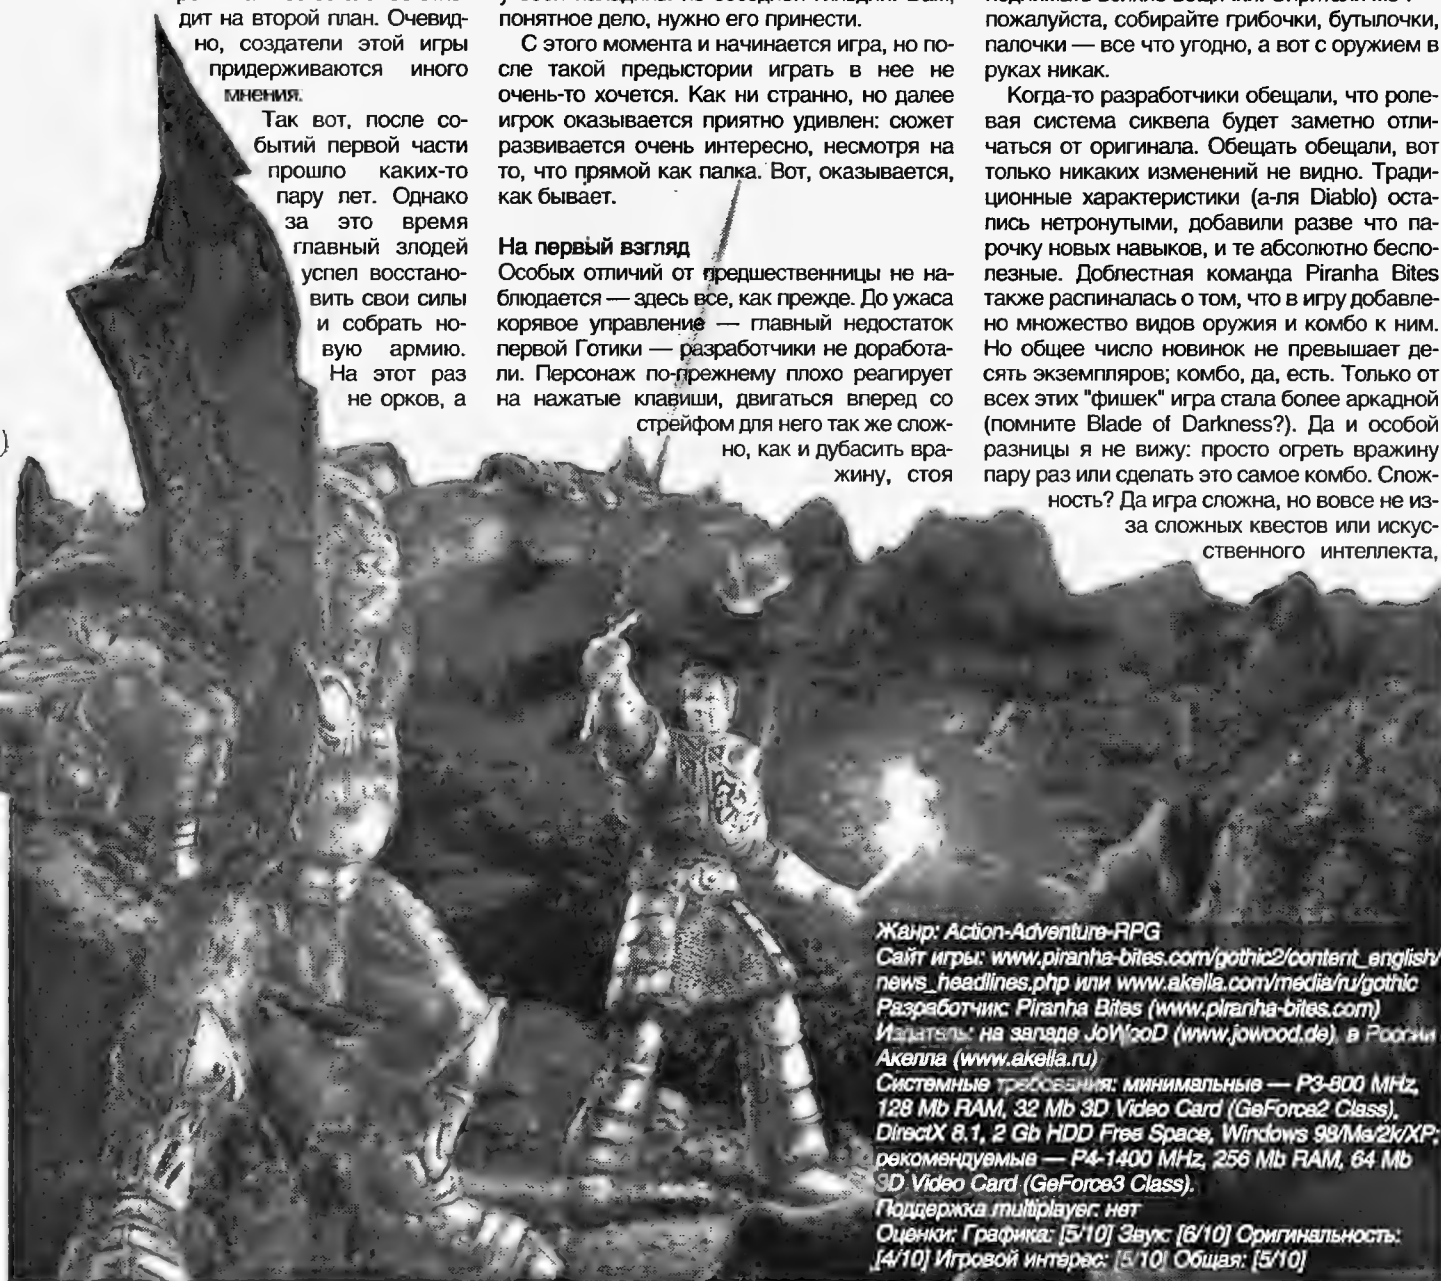 дит на второй план. Очевид-
но, создатели этой игры
придерживаются иного
мнения.
Так вот, после со-
бытий первой части
прошло каких-то
пару лет. Однако
за это время
главный злодей
успел восстано-
вить свои силы
и собрать но-
вую армию.
На этот раз
не орков, а
понятное дело, нужно его принести.
С этого момента и начинается игра, но по-
сле такой предыстории играть в нее не
очень-то хочется. Как ни странно, но далее
игрок оказывается приятно удивлен: сюжет
развивается очень интересно, несмотря на
то, что прямой как палка. Вот, оказывается,
как бывает.
На первый взгляд
Особых отличий от предшественницы не на-
блюдается — здесь все, как прежде. До ужаса
корявое управление — главный недостаток
первой Готики — разработчики не доработа-
ли. Персонаж по-прежнему плохо реагирует
на нажатые клавиши, двигаться вперед со
стрейфом для него так же слож-
но, как и дубасить вра-
жину, стоя
пожалуйста, собирайте грибочки, бутылочки,
палочки — все что угодно, а вот с оружием в
руках никак.
Когда-то разработчики обещали, что роле-
вая система сиквела будет заметно отли-
чаться от оригинала. Обещать обещали, вот
только никаких изменений не видно. Тради-
ционные характеристики (а-ля Diablo) оста-
лись нетронутыми, добавили разве что па-
рочку новых навыков, и те абсолютно беспо-
лезные. Доблестная команда Piranha Bites
также распиналась о том, что в игру добавле-
но множество видов оружия и комбо к ним.
Но общее число новинок не превышает де-
сять экземпляров; комбо, да, есть. Только от
всех этих "фишек" игра стала более аркадной
(помните Blade of Darkness?). Да и особой
разницы я не вижу: просто огреть вражину
пару раз или сделать это самое комбо. Слож-
ность? Да игра сложна, но вовсе не из-
за сложных квестов или искус-
ственного интеллекта,
Жанр: Action-Adventure-RPG
Сайт игры: www.piranha-bites.com/gothic2/content_english/
news_headlines.php или www.akella.com/media/ru/gothic
Разработчик: Piranha Bites (www.piranha-bites.com)
Издатель: на западе JoWooD (www.jowood.de), в России
Акелла (www.akella.ru)
Системные требования: минимальные — P3-800 MHz,
128 Mb RAM, 32 Mb 3D Video Card (GeForce2 Class),
DirectX 8.1, 2 Gb HDD Free Space, Windows 98/Me/2k/XP;
рекомендуемые — P4-1400 MHz, 256 Mb RAM, 64 Mb
3D Video Card (GeForce3 Class).
Поддержка multiplayer: нет
Оценки: Графика: [5/10] Звук: [6/10] Оригинальность:
[4/10] Игровой интерес: [5/10] Общая: [5/10]